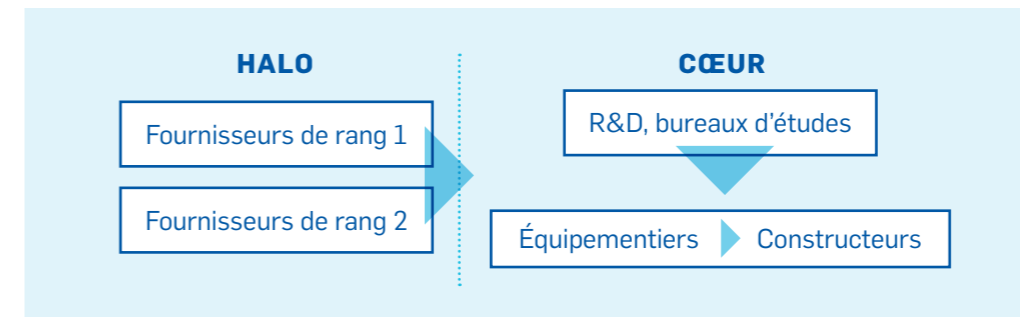 HALO
Fournisseurs de rang 1
Fournisseurs de rang 2
CŒUR
R&D, bureaux d'études
Équipementiers
Constructeurs